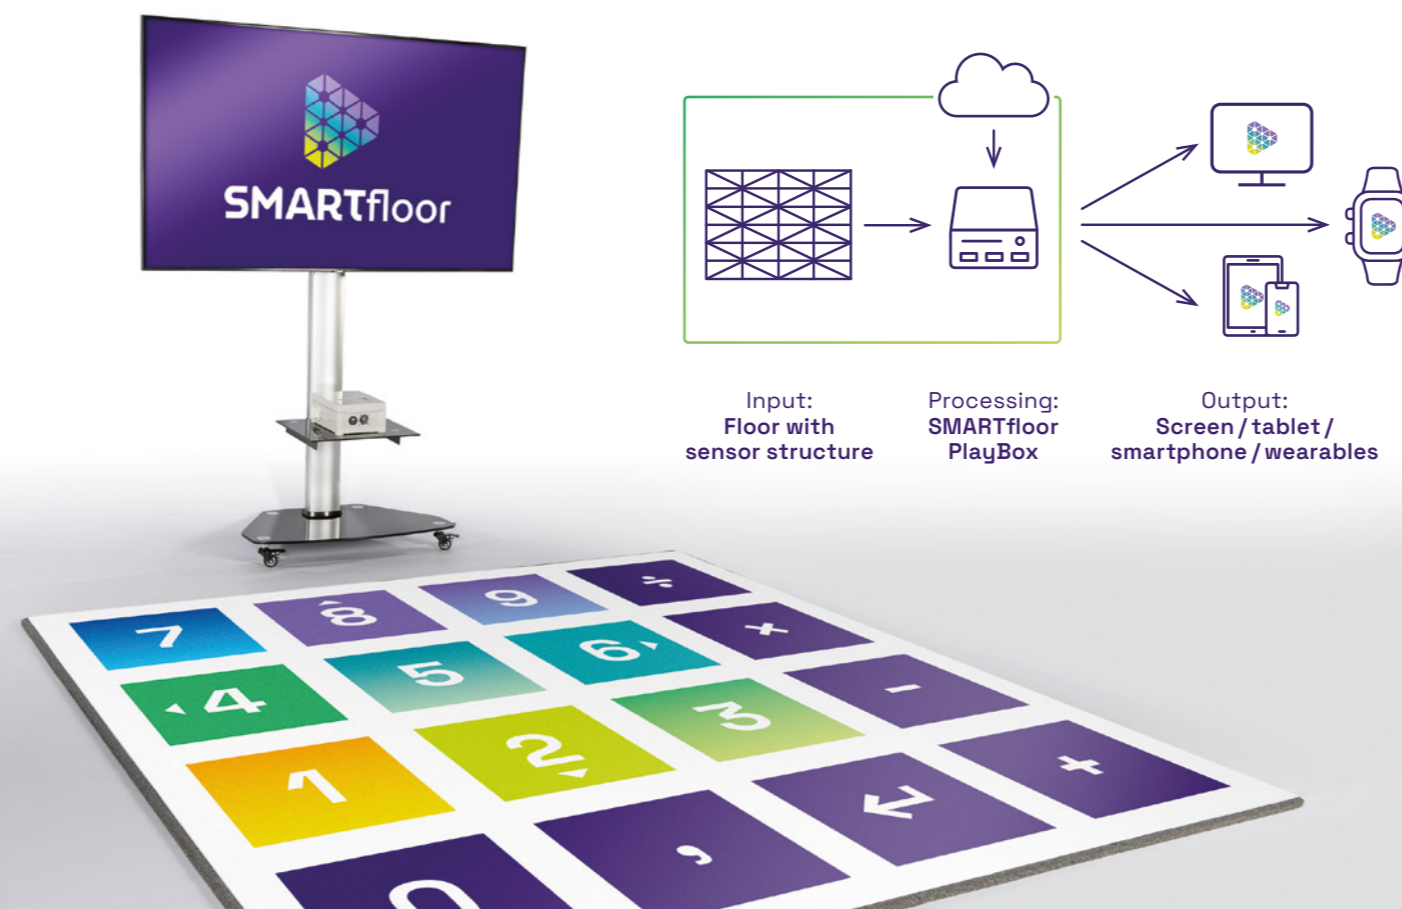 SMARTfloor
Input:
Floor with
sensor structure
Processing:
SMARTfloor
PlayBox
Output:
Screen / tablet /
smartphone / wearables
7 8 9 ÷
4 5 6 ×
1 2 3 -
0 , ↵ +